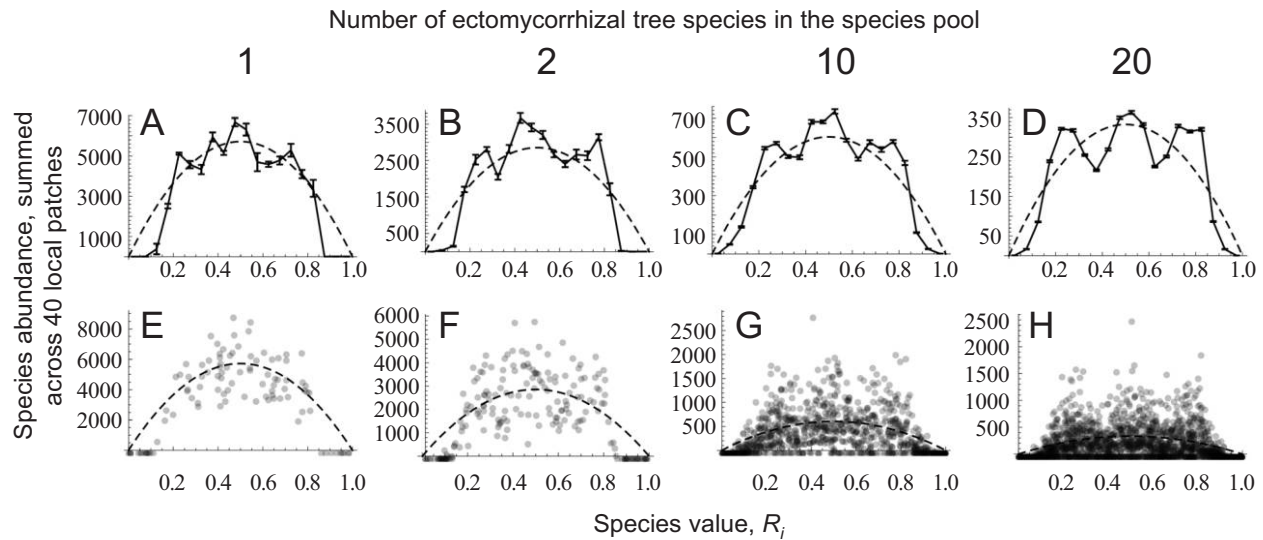 Number of ectomycorrhizal tree species in the species pool
1 2 10 20
Species abundance, summed
across 40 local patches
A
7000
5000
3000
1000
0.2 0.4 0.6 0.8 1.0
B
3500
2500
1500
500
0.2 0.4 0.6 0.8 1.0
C
700
500
300
100
0.2 0.4 0.6 0.8 1.0
D
350
250
150
50
0.2 0.4 0.6 0.8 1.0
E
8000
6000
4000
2000
0.2 0.4 0.6 0.8 1.0
F
6000
5000
4000
3000
2000
1000
0.2 0.4 0.6 0.8 1.0
G
2500
2000
1500
1000
500
0.2 0.4 0.6 0.8 1.0
H
2500
2000
1500
1000
500
0.2 0.4 0.6 0.8 1.0
Species value, Ri